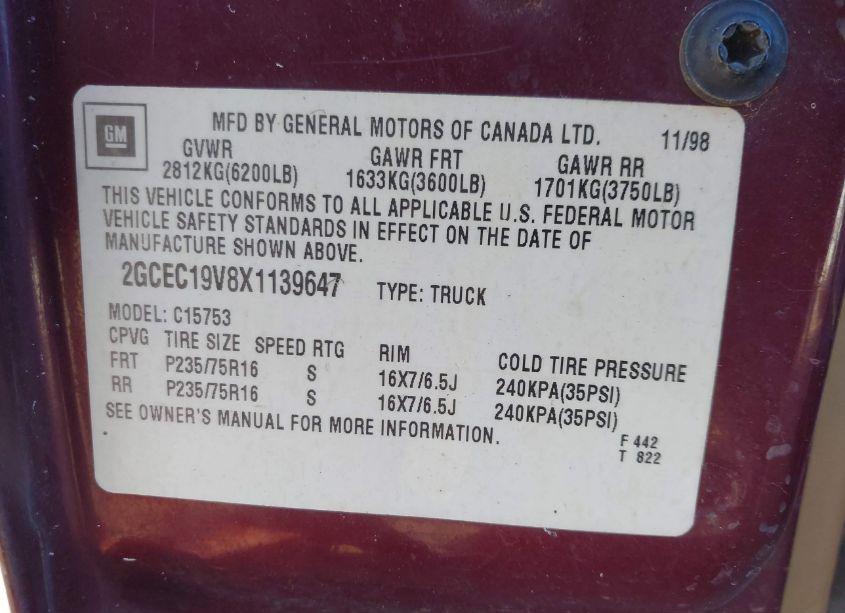 GM
MFD BY GENERAL MOTORS OF CANADA LTD. 11/98
GVWR GAWR FRT GAWR RR
2812KG(6200LB) 1633KG(3600LB) 1701KG(3750LB)
THIS VEHICLE CONFORMS TO ALL APPLICABLE U.S. FEDERAL MOTOR
VEHICLE SAFETY STANDARDS IN EFFECT ON THE DATE OF
MANUFACTURE SHOWN ABOVE.
2GCEC19V8X1139647 TYPE: TRUCK
MODEL: C15753
CPVG TIRE SIZE SPEED RTG RIM COLD TIRE PRESSURE
FRT P235/75R16 S 16X7/6.5J 240KPA(35PSI)
RR P235/75R16 S 16X7/6.5J 240KPA(35PSI)
SEE OWNER'S MANUAL FOR MORE INFORMATION.
F 442
T 822